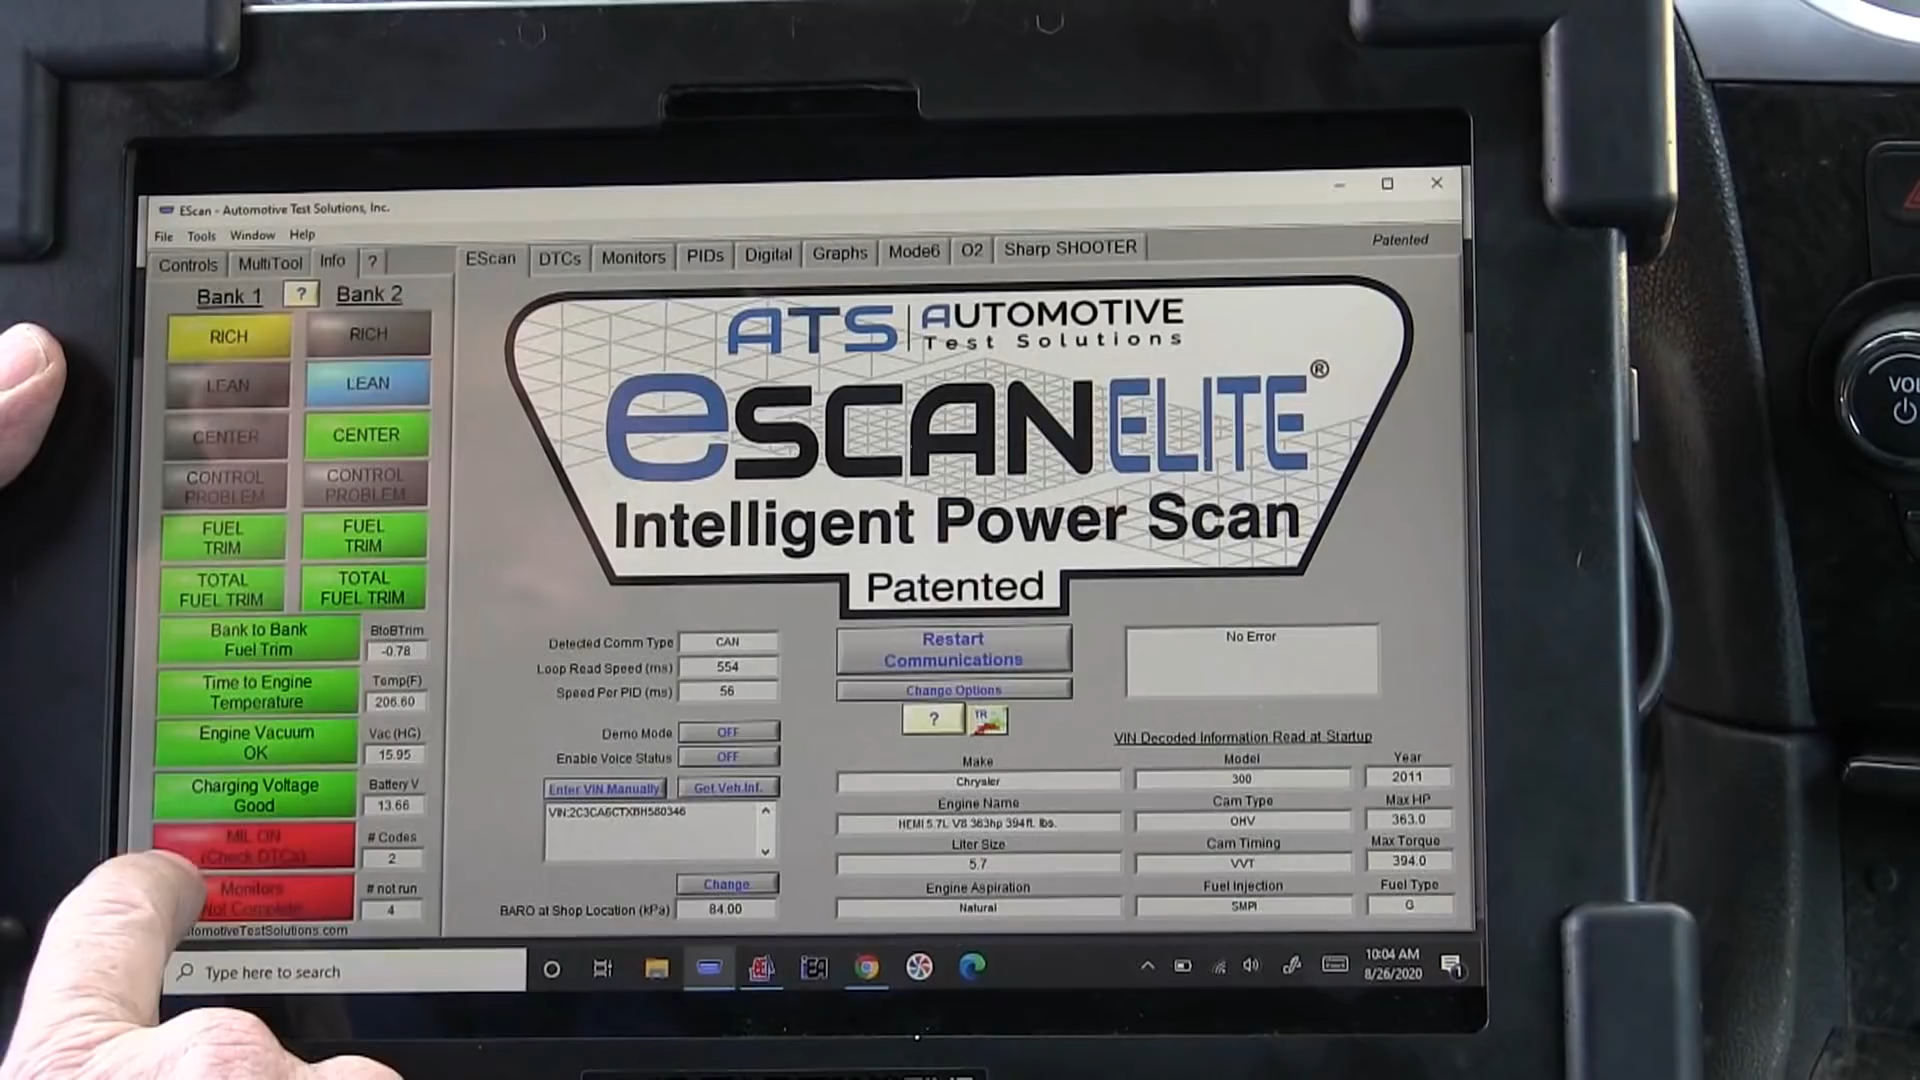 EScan - Automotive Test Solutions, Inc.
File Tools Window Help
Controls MultiTool Info ?
EScan DTCs Monitors PIDs Digital Graphs Mode6 O2 Sharp SHOOTER
Patented
Bank 1 ? Bank 2
RICH RICH
LEAN LEAN
CENTER CENTER
CONTROL PROBLEM CONTROL PROBLEM
FUEL TRIM FUEL TRIM
TOTAL FUEL TRIM TOTAL FUEL TRIM
Bank to Bank Fuel Trim BtoBTrim -0.78
Time to Engine Temperature Temp(F) 206.60
Engine Vacuum OK Vac (HG) 15.95
Charging Voltage Good Battery V 13.66
MIL ON (Check DTCs) # Codes 2
Monitors Not Complete # not run 4
tomotiveTestSolutions.com
ATS AUTOMOTIVE
Test Solutions
eSCANELITE ®
Intelligent Power Scan
Patented
Detected Comm Type CAN
Loop Read Speed (ms) 554
Speed Per PID (ms) 56
Demo Mode OFF
Enable Voice Status OFF
Enter VIN Manually Get Veh.Inf.
VIN:2C3CA6CTXBH580346
Change
BARO at Shop Location (kPa) 84.00
Restart
Communications
Change Options
? TR
No Error
VIN Decoded Information Read at Startup
Make Model Year
Chrysler 300 2011
Engine Name Cam Type Max HP
HEMI 5.7L V8 363hp 394ft. lbs. OHV 363.0
Liter Size Cam Timing Max Torque
5.7 VVT 394.0
Engine Aspiration Fuel Injection Fuel Type
Natural SMPI G
Type here to search
10:04 AM
8/26/2020
1
VOL